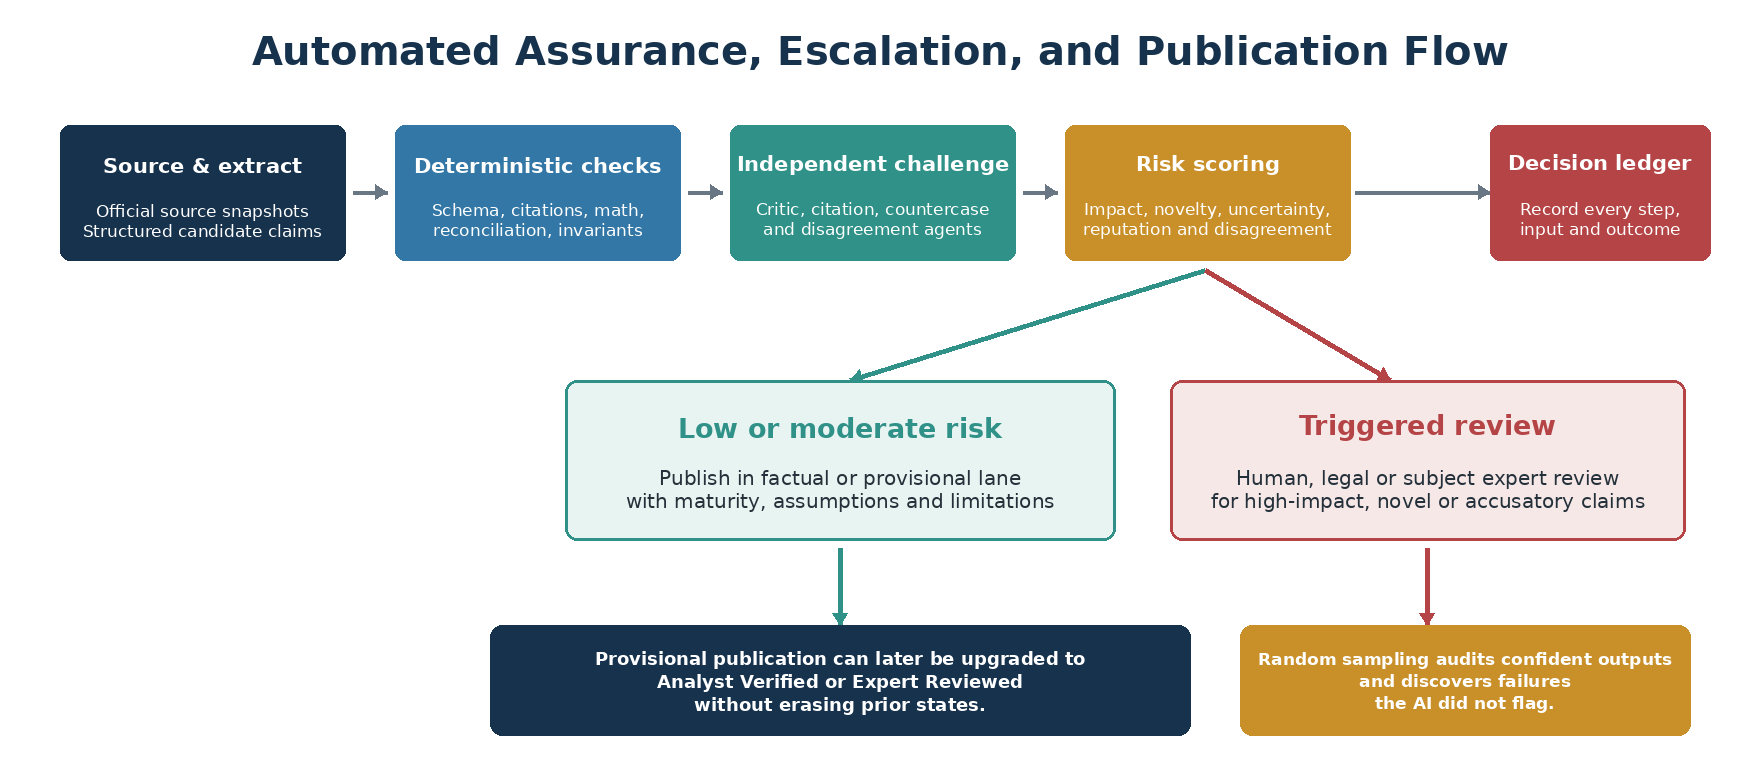 Automated Assurance, Escalation, and Publication Flow
Source & extract
Official source snapshots
Structured candidate claims
Deterministic checks
Schema, citations, math,
reconciliation, invariants
Independent challenge
Critic, citation, countercase
and disagreement agents
Risk scoring
Impact, novelty, uncertainty,
reputation and disagreement
Decision ledger
Record every step,
input and outcome
Low or moderate risk
Publish in factual or provisional lane
with maturity, assumptions and limitations
Triggered review
Human, legal or subject expert review
for high-impact, novel or accusatory claims
Provisional publication can later be upgraded to
Analyst Verified or Expert Reviewed
without erasing prior states.
Random sampling audits confident outputs
and discovers failures
the AI did not flag.